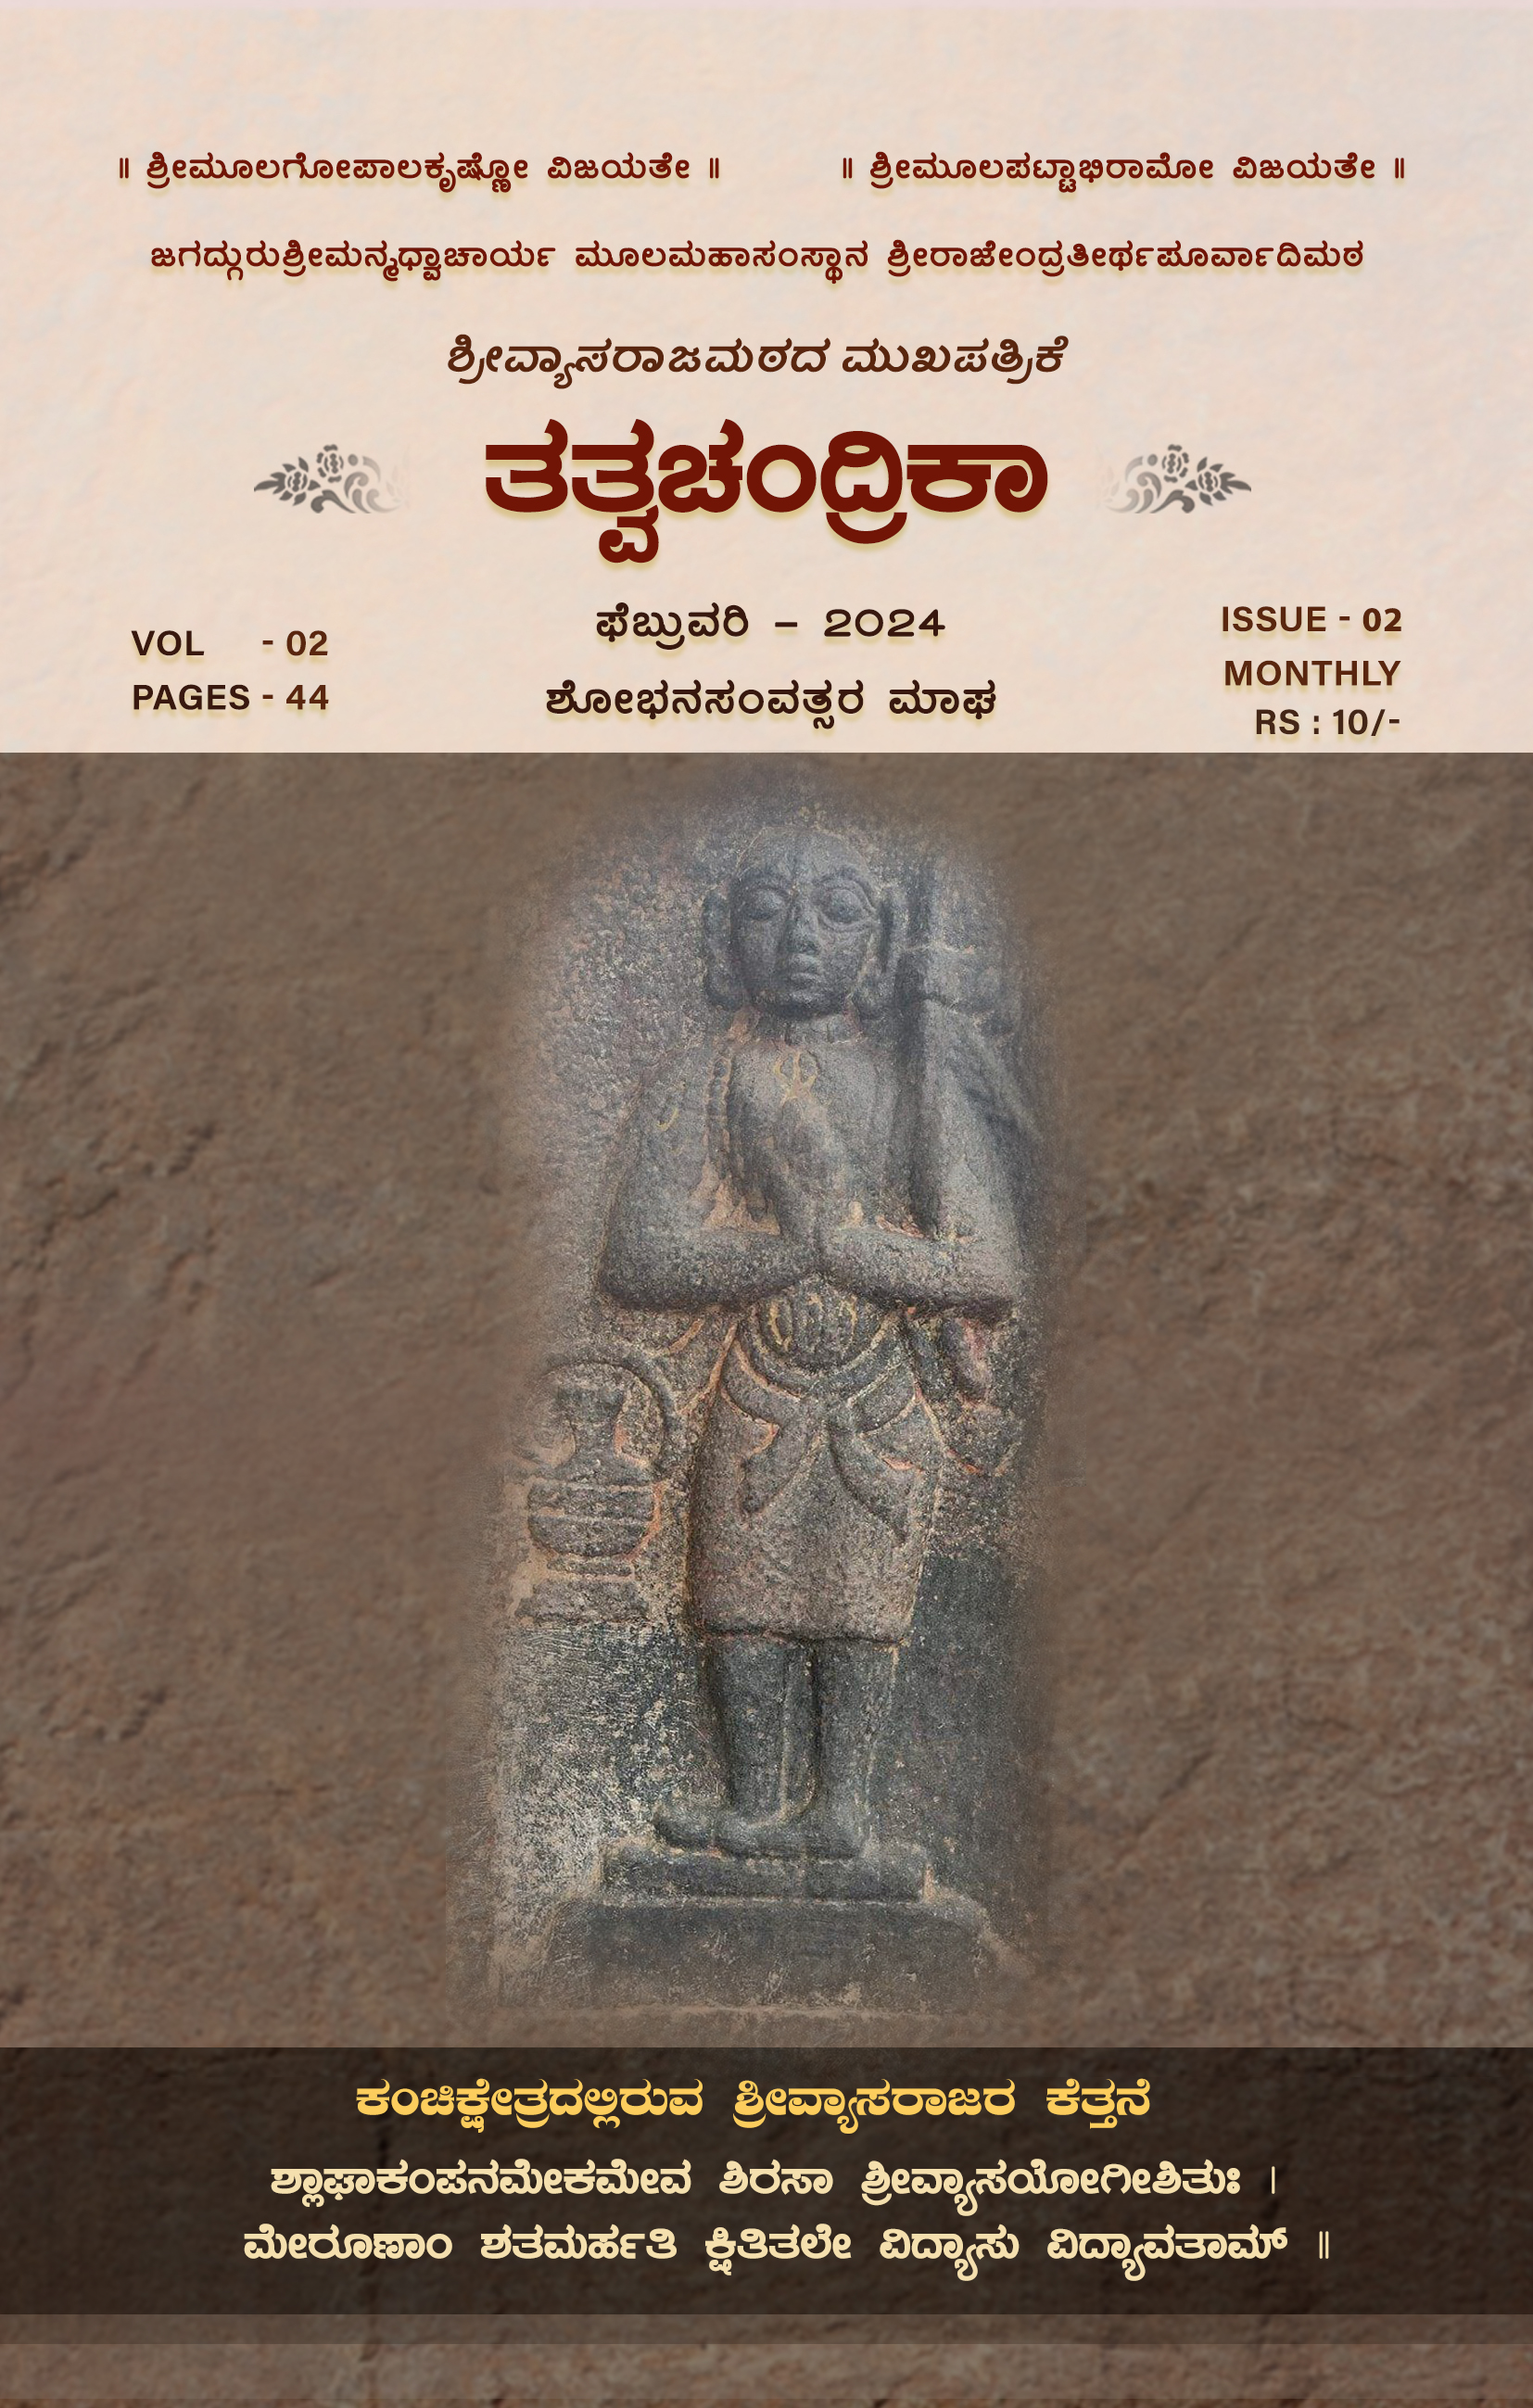 ॥ ಶ್ರೀಮೂಲಗೋಪಾಲಕೃಷ್ಣೋ ವಿಜಯತೇ ॥ ॥ ಶ್ರೀಮೂಲಪಟ್ಟಾಭಿರಾಮೋ ವಿಜಯತೇ ॥
ಜಗದ್ಗುರುಶ್ರೀಮನ್ಮಧ್ವಾಚಾರ್ಯ ಮೂಲಮಹಾಸಂಸ್ಥಾನ ಶ್ರೀರಾಜೇಂದ್ರತೀರ್ಥಪೂರ್ವಾದಿಮಠ
ಶ್ರೀವ್ಯಾಸರಾಜಮಠದ ಮುಖಪತ್ರಿಕೆ
ತತ್ವಚಂದ್ರಿಕಾ
VOL - 02
PAGES - 44
ಫೆಬ್ರುವರಿ – 2024
ಶೋಭನಸಂವತ್ಸರ ಮಾಘ
ISSUE - 02
MONTHLY
RS : 10/-
ಕಂಚಿಕ್ಷೇತ್ರದಲ್ಲಿರುವ ಶ್ರೀವ್ಯಾಸರಾಜರ ಕೆತ್ತನೆ
ಶ್ಲಾಘಾಕಂಪನಮೇಕಮೇವ ಶಿರಸಾ ಶ್ರೀವ್ಯಾಸಯೋಗೀಶಿತುಃ ।
ಮೇರೂಣಾಂ ಶತಮರ್ಹತಿ ಕ್ಷಿತಿತಲೇ ವಿದ್ಯಾಸು ವಿದ್ಯಾವತಾಮ್ ॥